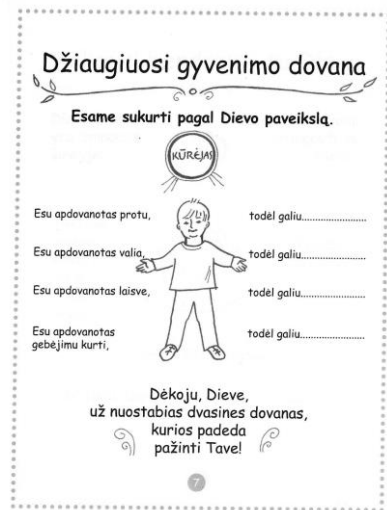 Džiaugiuosi gyvenimo dovana
Esame sukurti pagal Dievo paveikslą.
KŪRĖJAS
Esu apdovanotas protu, todėl galiu.......................
Esu apdovanotas valia, todėl galiu.......................
Esu apdovanotas laisve, todėl galiu.......................
Esu apdovanotas
gebėjimu kurti, todėl galiu......................
Dėkoju, Dieve,
už nuostabias dvasines dovanas,
kurios padeda
pažinti Tave!
7